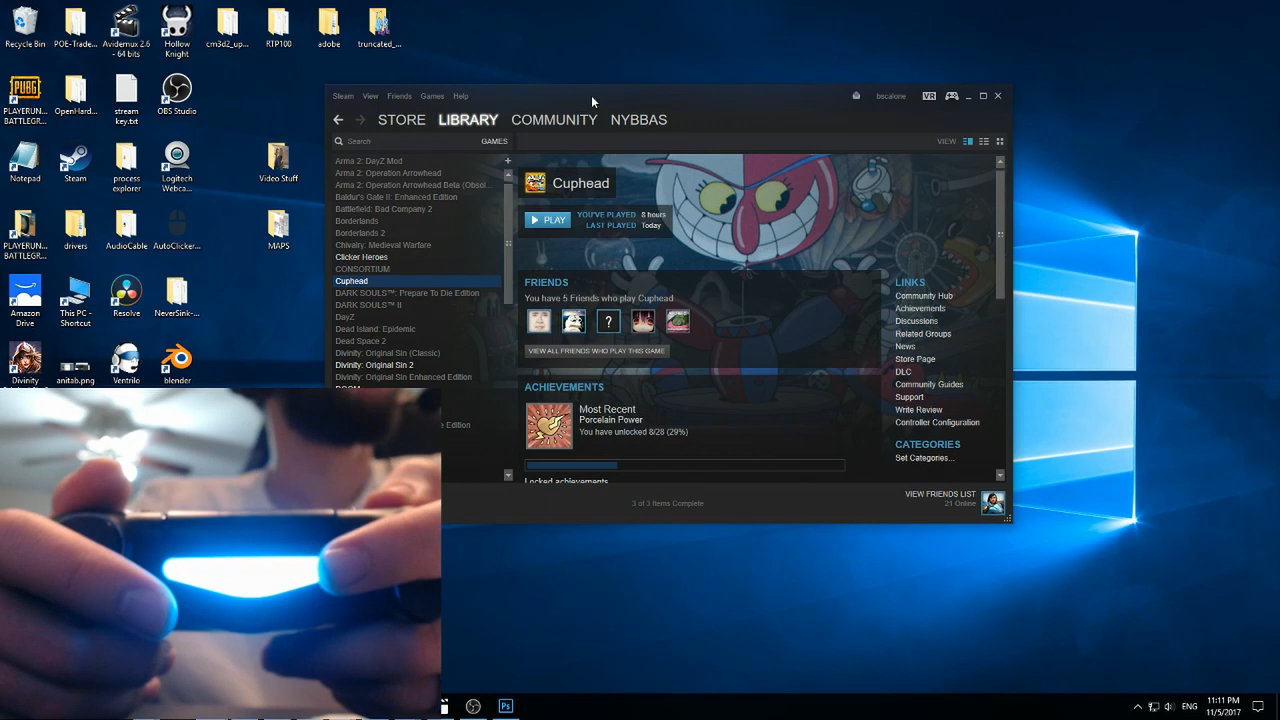 Recycle Bin
POE-Trade...
Avidemux 2.6
- 64 bits
Hollow
Knight
cm3d2_up...
RTP100
adobe
truncated_...
PUBG
PLAYERUN...
BATTLEGR...
OpenHard...
stream
key.txt
OBS Studio
Notepad
Steam
process
explorer
Logitech
Webca...
Video Stuff
PLAYERUN...
BATTLEGR...
drivers
AudioCable
AutoClicker...
MAPS
Amazon
Drive
This PC -
Shortcut
Resolve
NeverSink-...
Divinity
anitab.png
Ventrilo
blender
Steam View Friends Games Help
bscalone
VR
STORE LIBRARY COMMUNITY NYBBAS
Search
GAMES
VIEW
Arma 2: DayZ Mod
Arma 2: Operation Arrowhead
Arma 2: Operation Arrowhead Beta (Obsol...
Baldur's Gate II: Enhanced Edition
Battlefield: Bad Company 2
Borderlands
Borderlands 2
Chivalry: Medieval Warfare
Clicker Heroes
CONSORTIUM
Cuphead
DARK SOULS™: Prepare To Die Edition
DARK SOULS™ II
DayZ
Dead Island: Epidemic
Dead Space 2
Divinity: Original Sin (Classic)
Divinity: Original Sin 2
Divinity: Original Sin Enhanced Edition
DOOM
e Edition
Cuphead
PLAY
YOU'VE PLAYED 8 hours
LAST PLAYED Today
FRIENDS
You have 5 Friends who play Cuphead
?
VIEW ALL FRIENDS WHO PLAY THIS GAME
ACHIEVEMENTS
Most Recent
Porcelain Power
You have unlocked 8/28 (29%)
Locked achievements
LINKS
Community Hub
Achievements
Discussions
Related Groups
News
Store Page
DLC
Community Guides
Support
Write Review
Controller Configuration
CATEGORIES
Set Categories...
3 of 3 Items Complete
VIEW FRIENDS LIST
21 Online
Ps
ENG
11:11 PM
11/5/2017